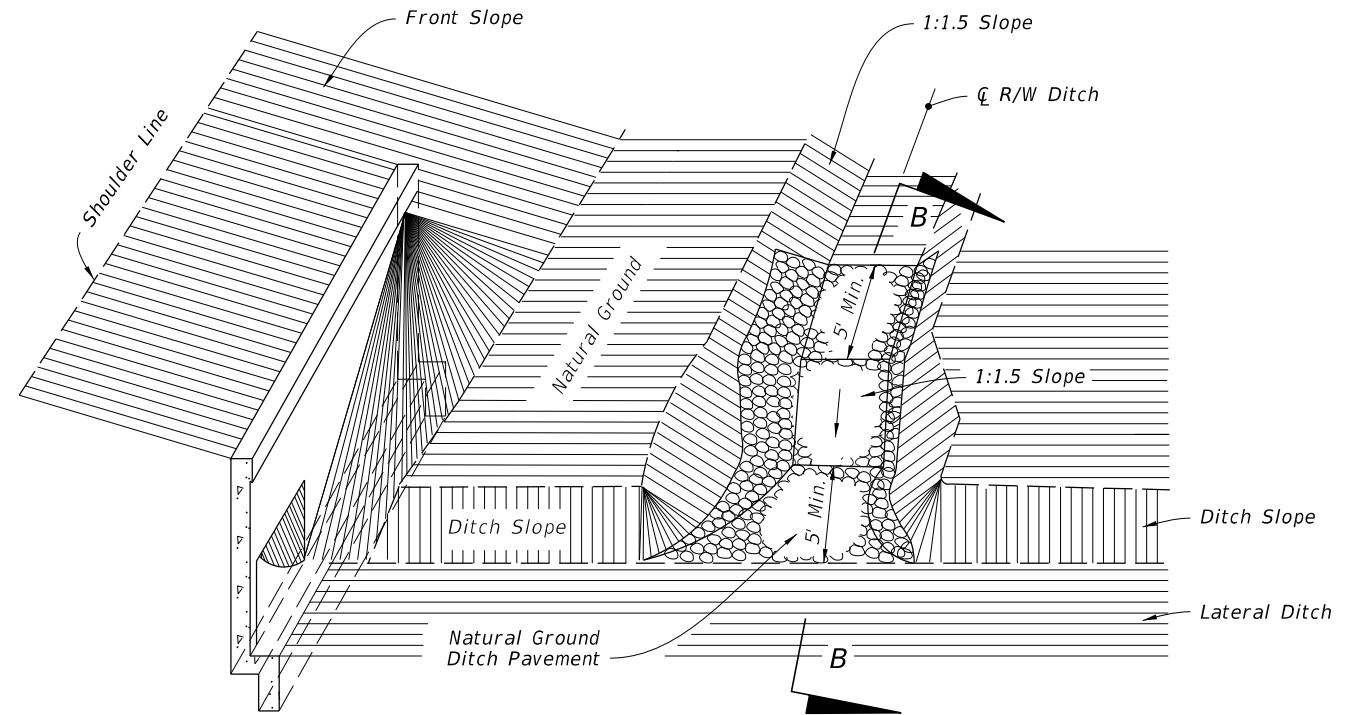 Front Slope
1:1.5 Slope
℄ R/W Ditch
Shoulder Line
B
Natural Ground
5' Min.
1:1.5 Slope
5' Min.
Ditch Slope
Ditch Slope
Lateral Ditch
Natural Ground
Ditch Pavement
B